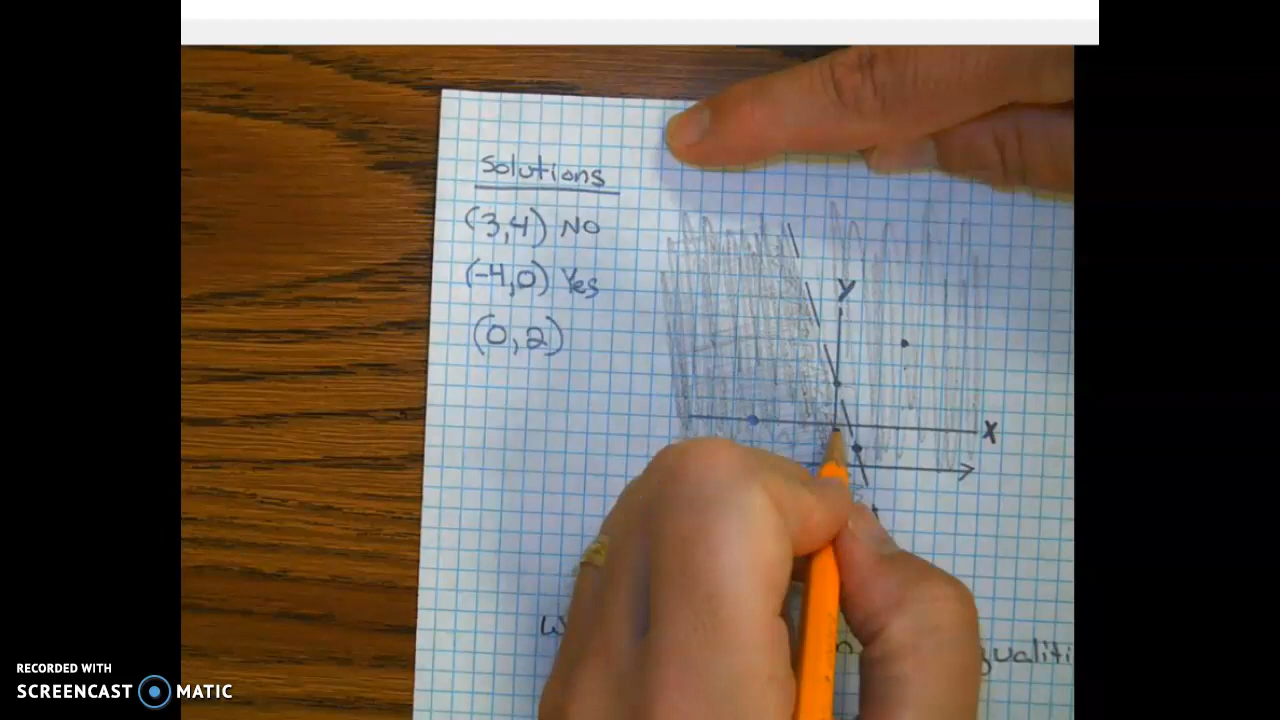 Solutions
(3,4) NO
(-4,0) Yes
(0,2)
Y
X
RECORDED WITH
SCREENCAST MATIC